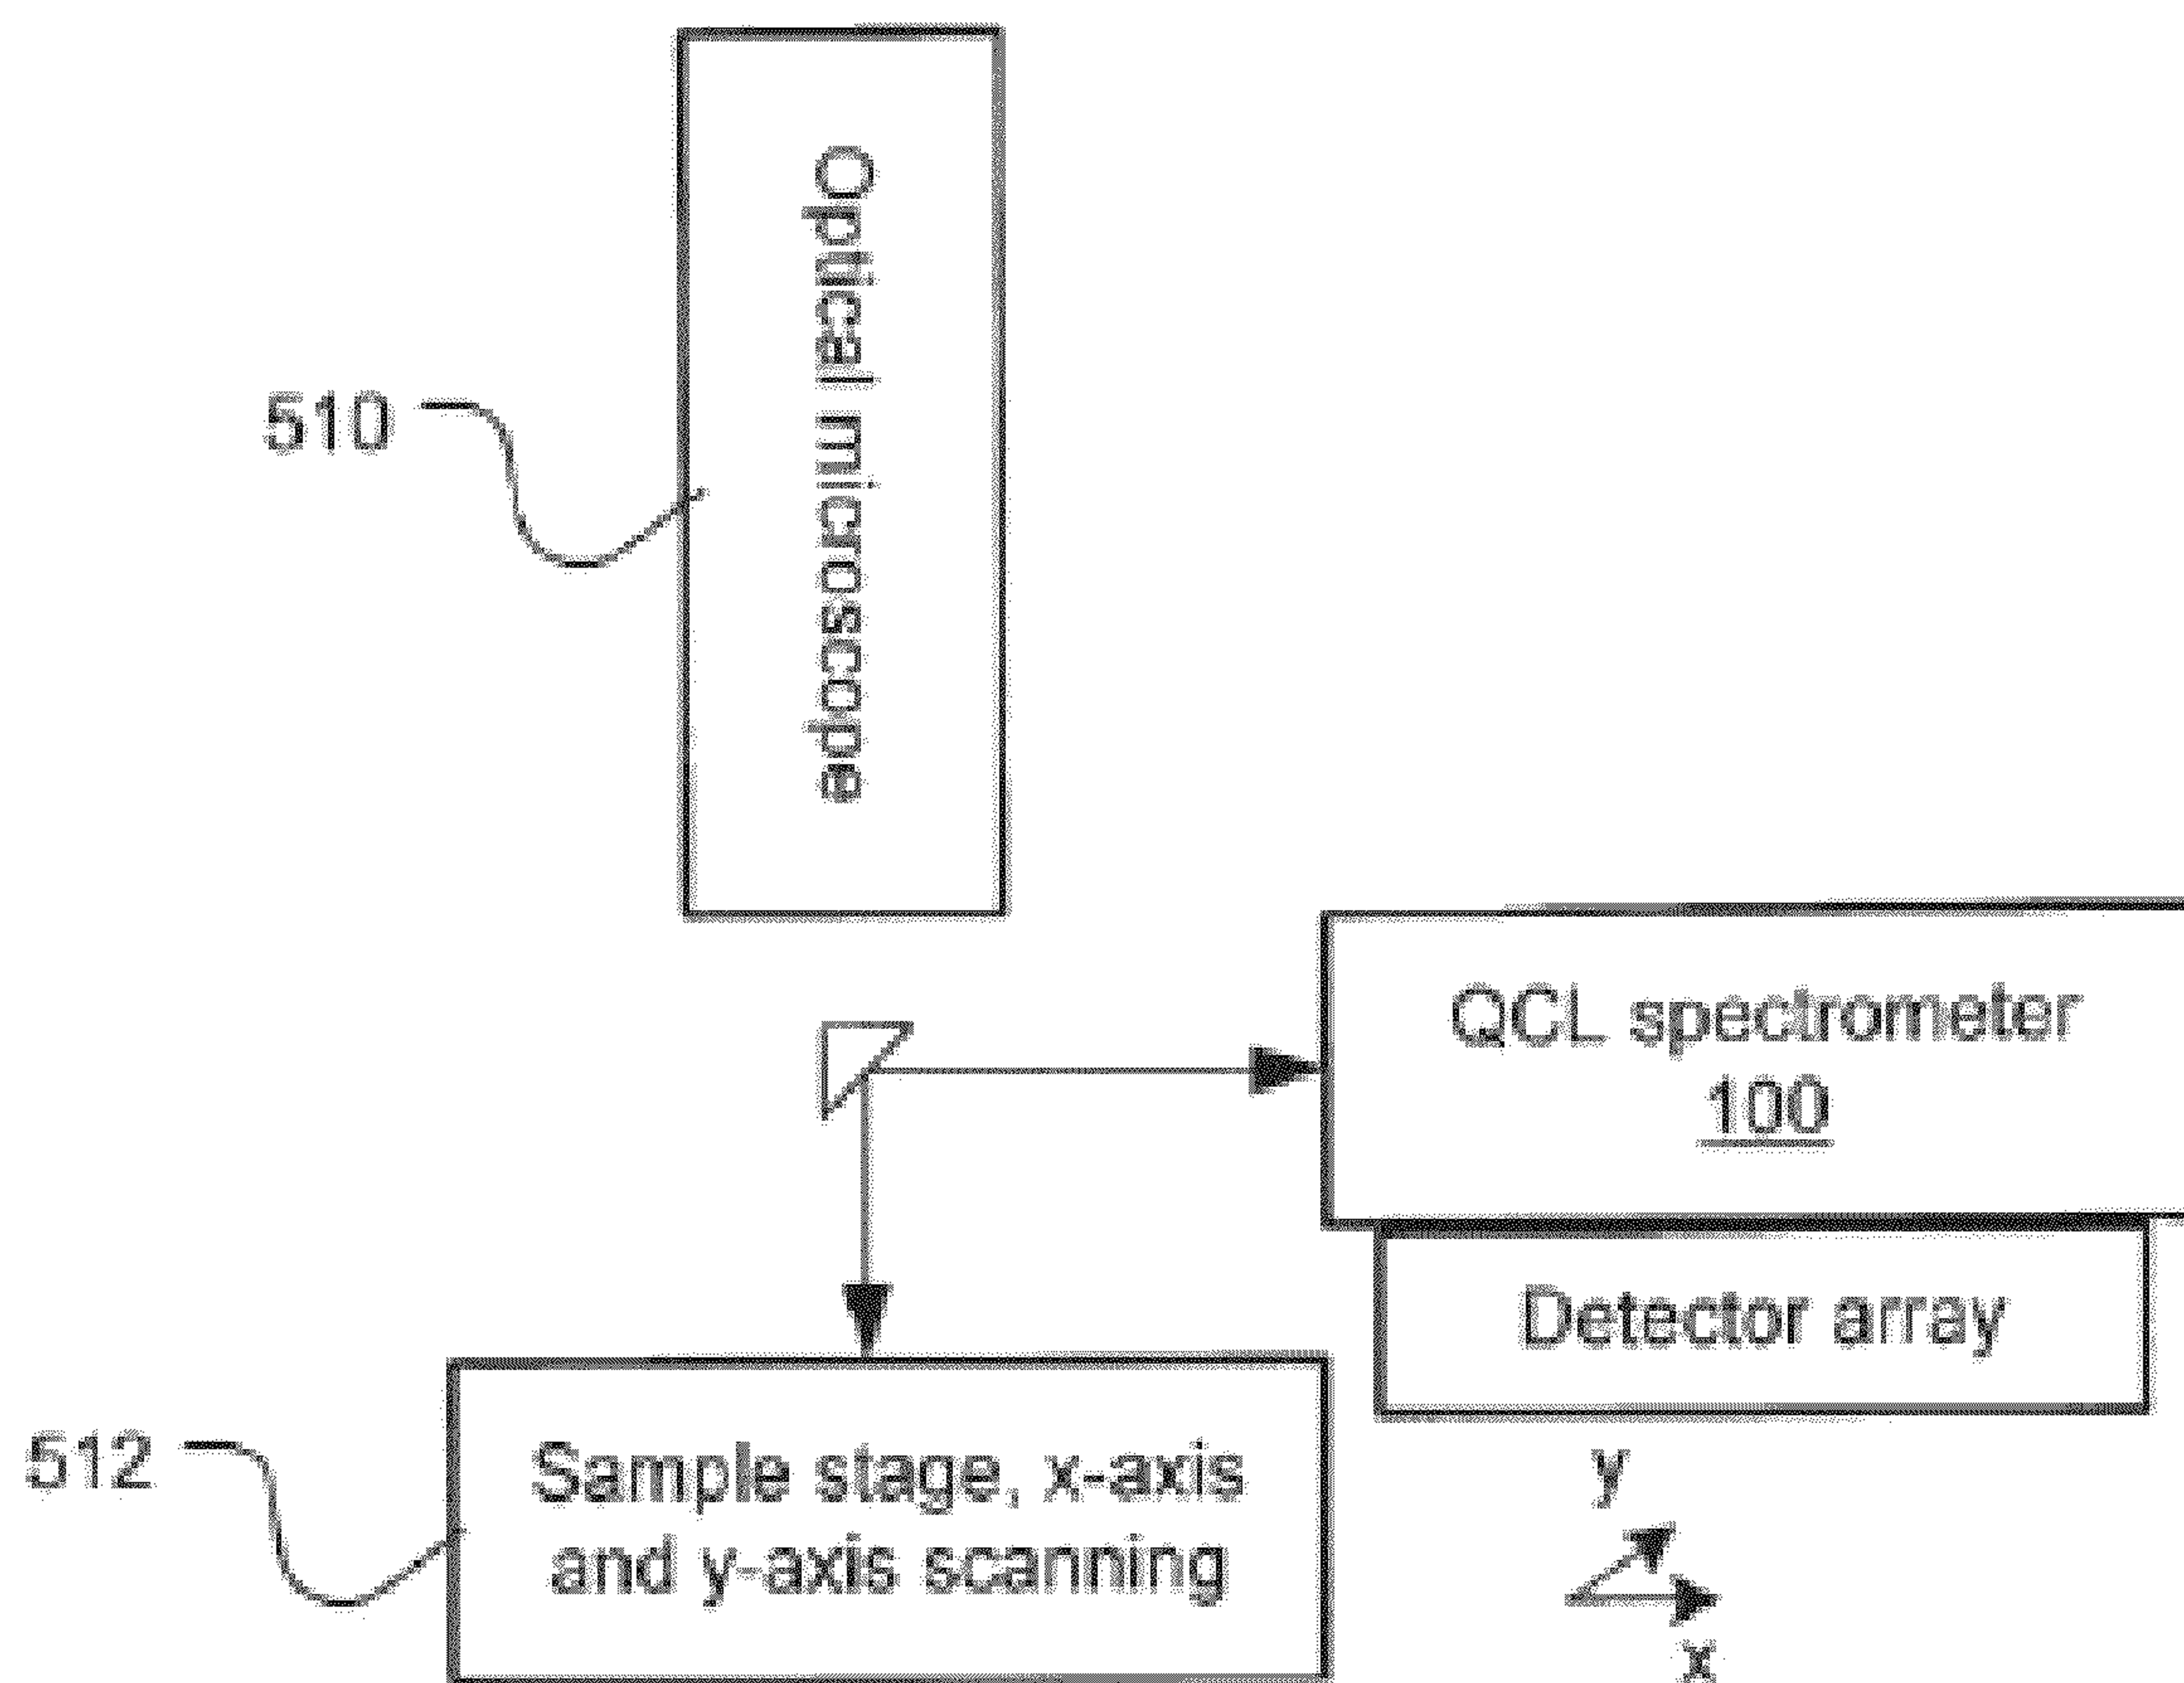 Optical microscope
510
QCL spectrometer
100
Detector array
512
Sample stage, x-axis
and y-axis scanning
y
x